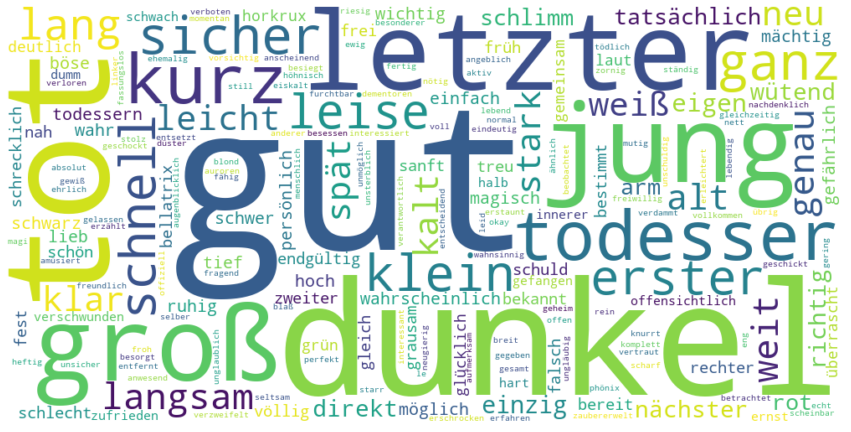 gut
dunkel
tot
letzter
jung
groß
todesser
kurz
erster
klein
sicher
ganz
schnell
lang
neu
leise
leicht
langsam
kalt
stark
spät
alt
weit
genau
klar
weiß
eigen
wütend
arm
tatsächlich
mächtig
schlimm
wichtig
horkrux
schwach
deutlich
böse
dumm
verloren
nah
wahr
todessern
schrecklich
schwarz
lieb
schön
bellatrix
schwer
tief
endgültig
persönlich
sanft
treu
halb
magisch
einfach
frei
früh
laut
gemeinsam
bestimmt
gefährlich
richtig
überrascht
offensichtlich
bekannt
gefangen
schuld
innerer
wahrscheinlich
hoch
zweiter
ruhig
fest
verschwunden
schlecht
zufrieden
völlig
direkt
möglich
einzig
bereit
nächster
rot
ernst
rechter
hart
falsch
grausam
glücklich
gleich
grün
verboten
momentan
riesig
besonderer
ehemalig
vorsichtig
anscheinend
besiegt
höhnisch
ewig
tödlich
angeblich
fertig
aktiv
zornig
nötig
ständig
dementoren
still
eiskalt
furchtbar
fassungslos
stolz
geschockt
entsetzt
düster
anderer
besessen
interessiert
voll
lebend
normal
eindeutig
gleichzeitig
nachdenklich
nett
mutig
ähnlich
beobachtet
unschuldig
erleichtert
lebendig
freiwillig
verdammt
vollkommen
übrig
absolut
gewiß
ehrlich
blond
auroren
fähig
augenblicklich
menschlich
unmöglich
unsterblich
verantwortlich
entscheidend
leid
erstaunt
okay
wahnsinnig
magi
gelassen
erzählt
amüsiert
freundlich
offiziell
fragend
selber
blaß
heftig
unsicher
froh
besorgt
entfernt
anwesend
perfekt
unglaublich
interessant
neugierig
aufmerksam
starr
seltsam
verzweifelt
erschrocken
erfahren
breit
gegeben
gesamt
ungläubig
geheim
offen
rein
knurrt
komplett
vertraut
phönix
zaubererwelt
eng
scharf
betrachtet
geschickt
gering
echt
scheinbar